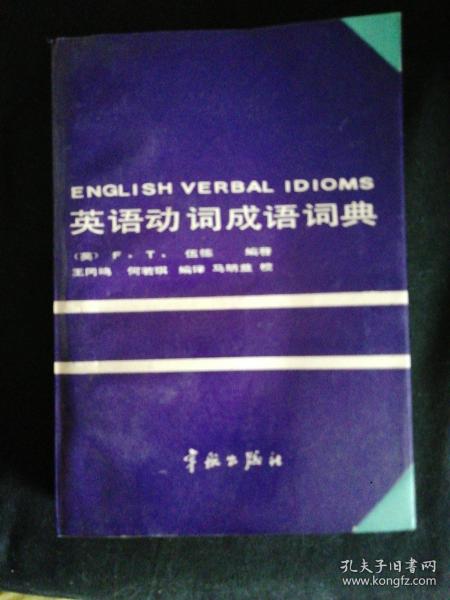 ENGLISH VERBAL IDIOMS
英语动词成语词典
(英) F．T． 伍德 编著
王同鸣 何若琪 编译 马明益 校
宇航出版社
孔夫子旧书网
www.kongfz.com